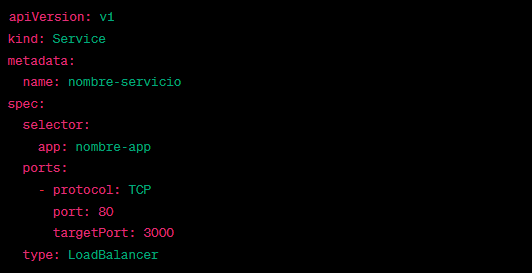 apiVersion: v1
kind: Service
metadata:
  name: nombre-servicio
spec:
  selector:
    app: nombre-app
  ports:
    - protocol: TCP
      port: 80
      targetPort: 3000
  type: LoadBalancer